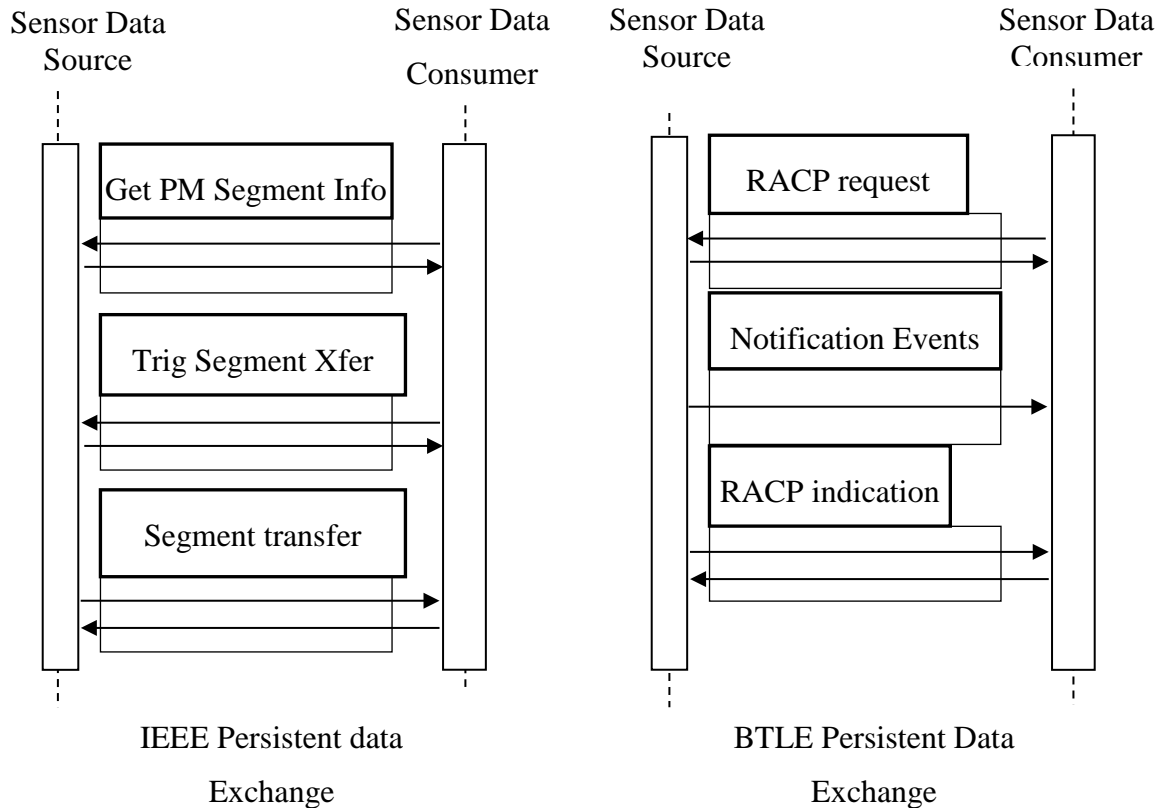 Sensor Data
Source
Sensor Data
Consumer
Get PM Segment Info
Trig Segment Xfer
Segment transfer
IEEE Persistent data
Exchange
Sensor Data
Source
Sensor Data
Consumer
RACP request
Notification Events
RACP indication
BTLE Persistent Data
Exchange